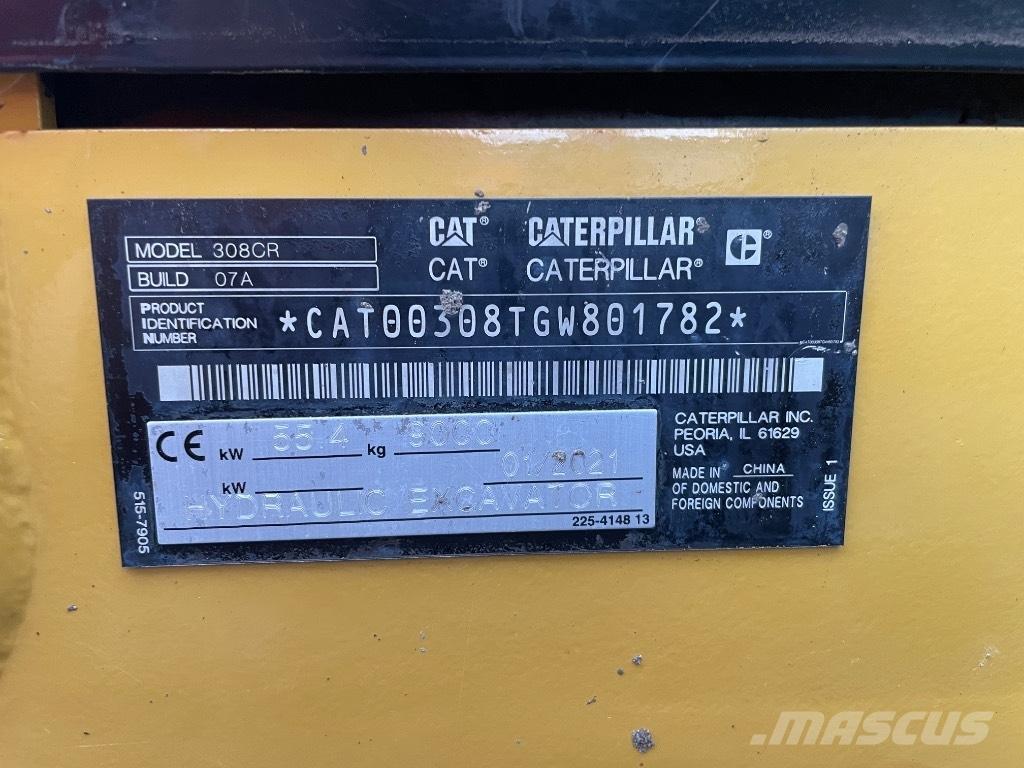 CAT® CATERPILLAR®
CAT® CATERPILLAR®
MODEL 308CR
BUILD 07A
PRODUCT
IDENTIFICATION
NUMBER
*CAT00308TGW801782*
CE kW 55.4 kg 9000
01/2021
kW
HYDRAULIC EXCAVATOR
225-4148 13
515-7905
CATERPILLAR INC.
PEORIA, IL 61629
USA
MADE IN CHINA
OF DOMESTIC AND
FOREIGN COMPONENTS
ISSUE 1
MASCUS